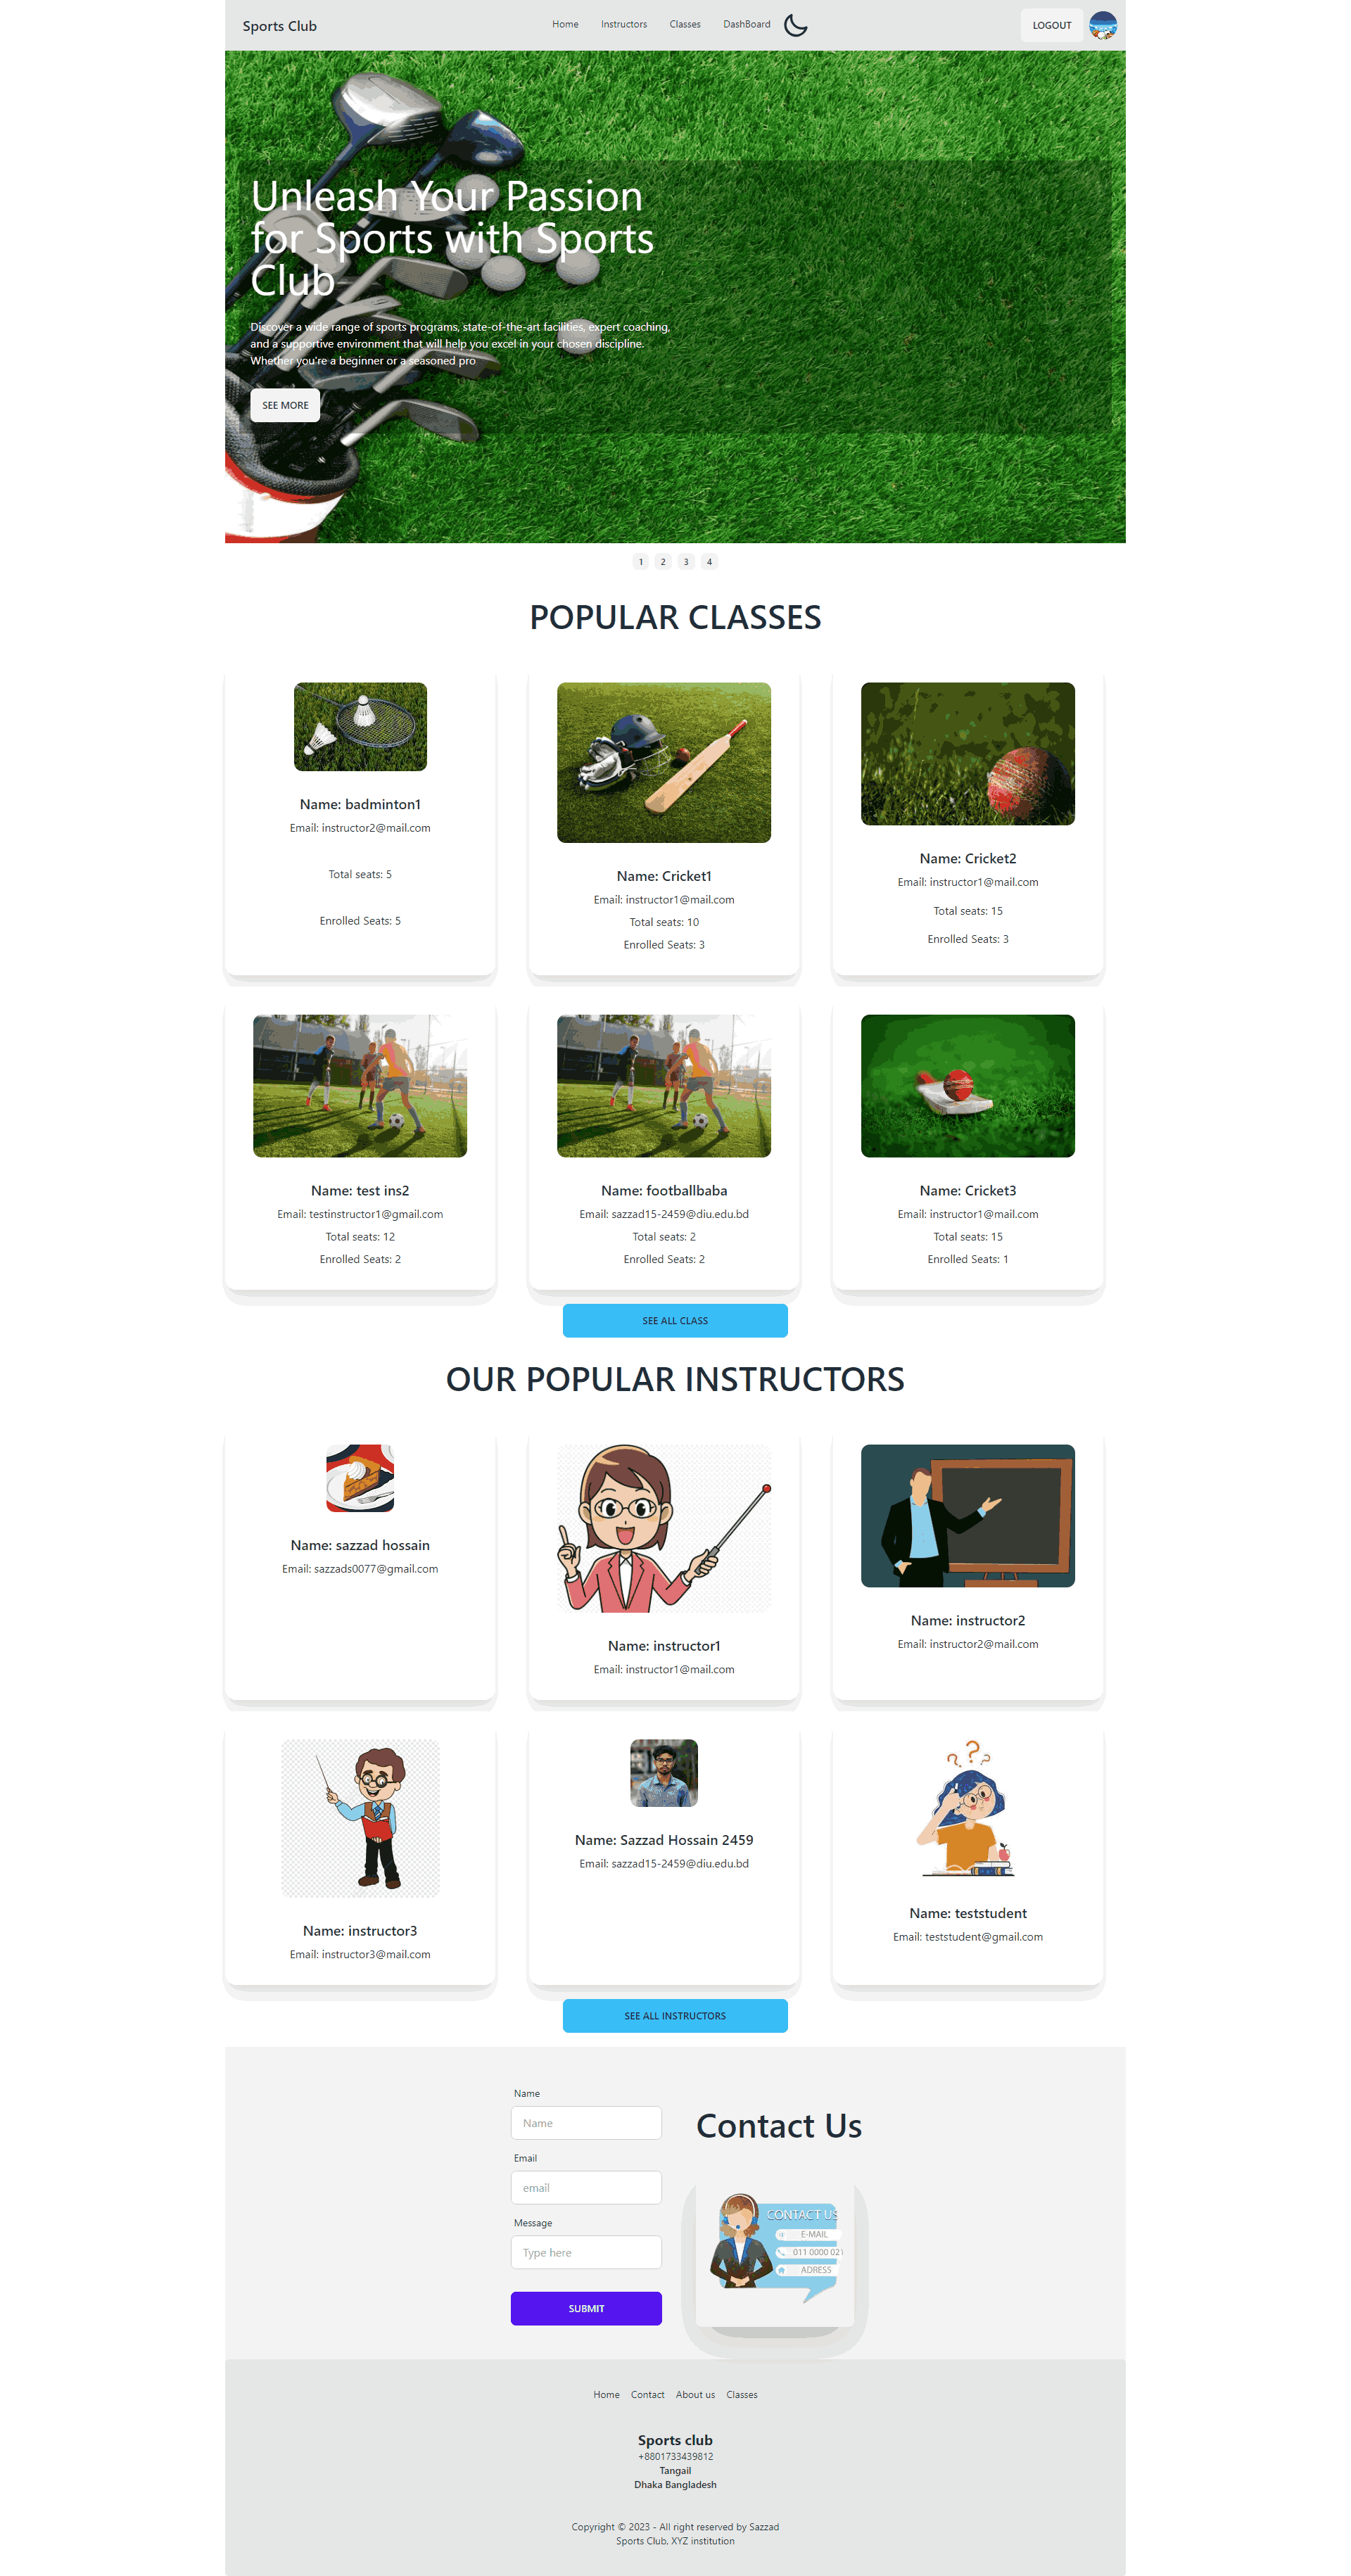 Sports Club
Home
Instructors
Classes
DashBoard
LOGOUT
Unleash Your Passion
for Sports with Sports
Club
Discover a wide range of sports programs, state-of-the-art facilities, expert coaching,
and a supportive environment that will help you excel in your chosen discipline.
Whether you're a beginner or a seasoned pro
SEE MORE
1
2
3
4
POPULAR CLASSES
Name: badminton1
Email: instructor2@mail.com
Total seats: 5
Enrolled Seats: 5
Name: Cricket1
Email: instructor1@mail.com
Total seats: 10
Enrolled Seats: 3
Name: Cricket2
Email: instructor1@mail.com
Total seats: 15
Enrolled Seats: 3
Name: test ins2
Email: testinstructor1@gmail.com
Total seats: 12
Enrolled Seats: 2
Name: footballbaba
Email: sazzad15-2459@diu.edu.bd
Total seats: 2
Enrolled Seats: 2
Name: Cricket3
Email: instructor1@mail.com
Total seats: 15
Enrolled Seats: 1
SEE ALL CLASS
OUR POPULAR INSTRUCTORS
Name: sazzad hossain
Email: sazzads0077@gmail.com
Name: instructor1
Email: instructor1@mail.com
Name: instructor2
Email: instructor2@mail.com
Name: instructor3
Email: instructor3@mail.com
Name: Sazzad Hossain 2459
Email: sazzad15-2459@diu.edu.bd
???
Name: teststudent
Email: teststudent@gmail.com
SEE ALL INSTRUCTORS
Name
Name
Email
email
Message
Type here
SUBMIT
Contact Us
CONTACT US
E-MAIL
011 0000 021
ADRESS
Home
Contact
About us
Classes
Sports club
+8801733439812
Tangail
Dhaka Bangladesh
Copyright © 2023 - All right reserved by Sazzad
Sports Club, XYZ institution